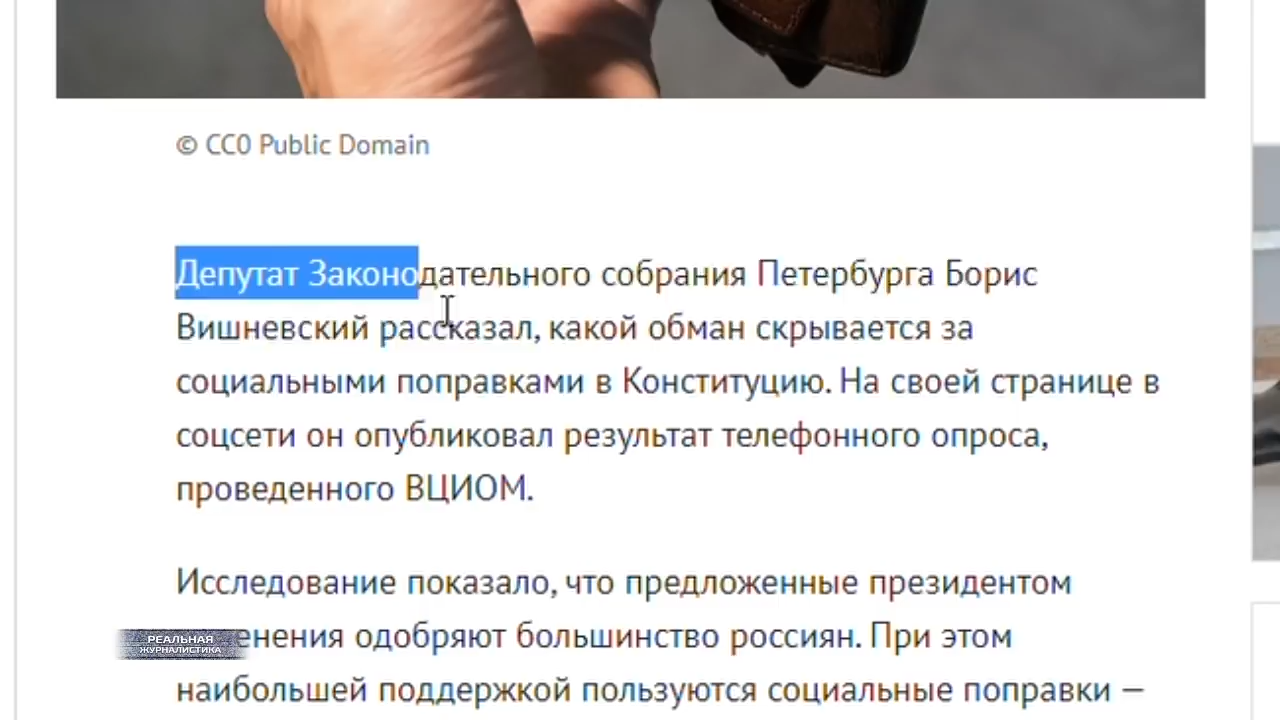 © CC0 Public Domain
Депутат Законодательного собрания Петербурга Борис
Вишневский рассказал, какой обман скрывается за
социальными поправками в Конституцию. На своей странице в
соцсети он опубликовал результат телефонного опроса,
проведенного ВЦИОМ.
Исследование показало, что предложенные президентом
енения одобряют большинство россиян. При этом
наибольшей поддержкой пользуются социальные поправки —
РЕАЛЬНАЯ
ЖУРНАЛИСТИКА